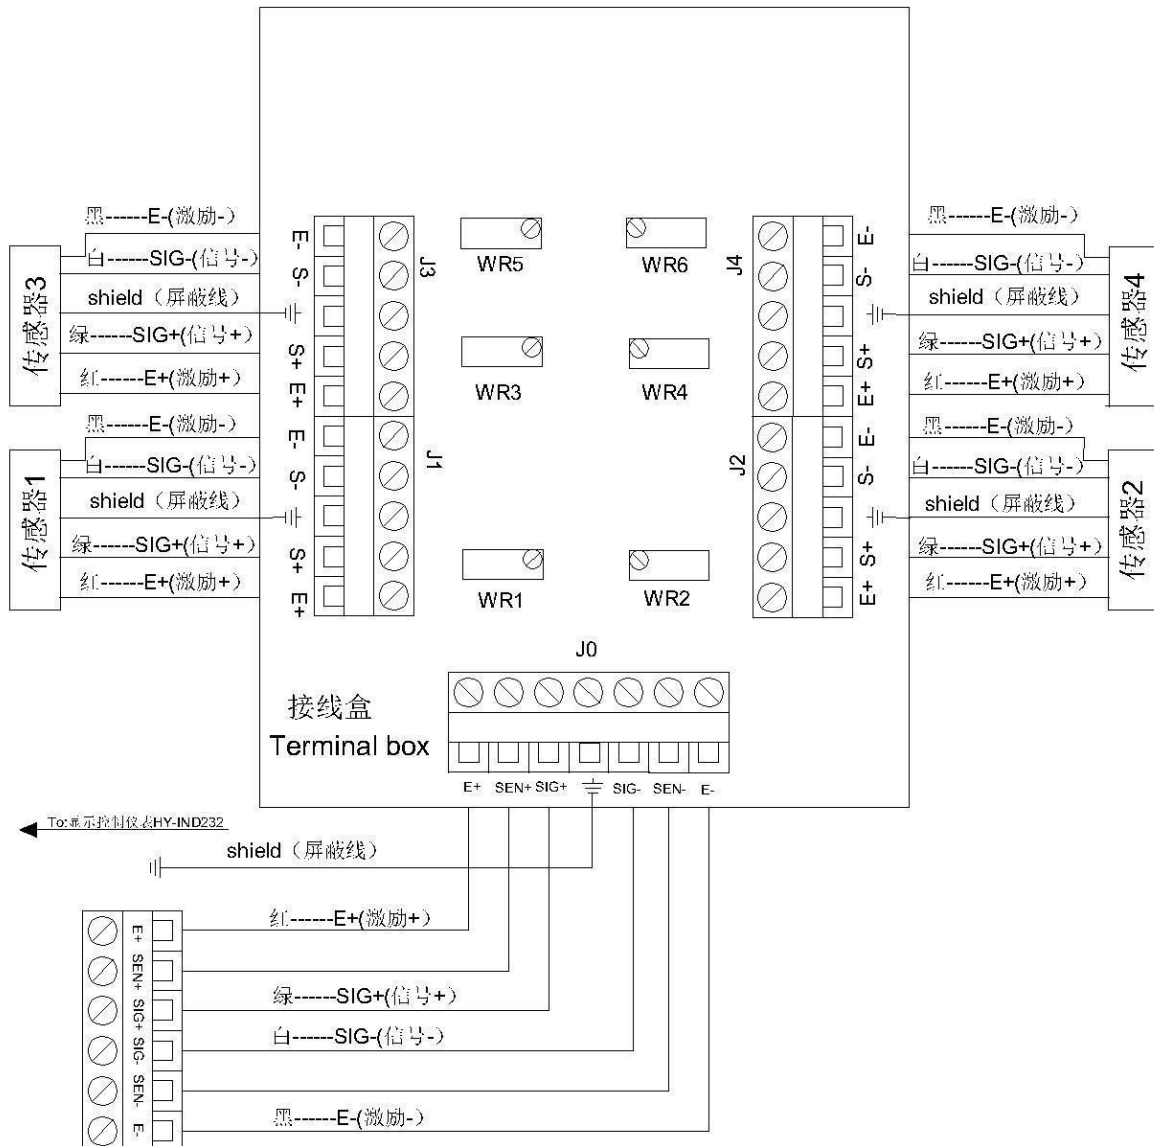 黑------E-(激励-)
白------SIG-(信号-)
shield（屏蔽线）
绿------SIG+(信号+)
红------E+(激励+)
传感器3
黑------E-(激励-)
白------SIG-(信号-)
shield（屏蔽线）
绿------SIG+(信号+)
红------E+(激励+)
传感器1
E-
S-
S+
E+
J3
E-
S-
S+
E+
J1
WR5
WR6
WR3
WR4
WR1
WR2
J4
E-
S-
S+
E+
J2
E-
S-
S+
E+
黑------E-(激励-)
白------SIG-(信号-)
shield（屏蔽线）
绿------SIG+(信号+)
红------E+(激励+)
传感器4
黑------E-(激励-)
白------SIG-(信号-)
shield（屏蔽线）
绿------SIG+(信号+)
红------E+(激励+)
传感器2
J0
接线盒
Terminal box
E+ SEN+ SIG+ SIG- SEN- E-
To:显示控制仪表HY-IND232
shield（屏蔽线）
红------E+(激励+)
绿------SIG+(信号+)
白------SIG-(信号-)
黑------E-(激励-)
E+
SEN+
SIG+
SIG-
SEN-
E-